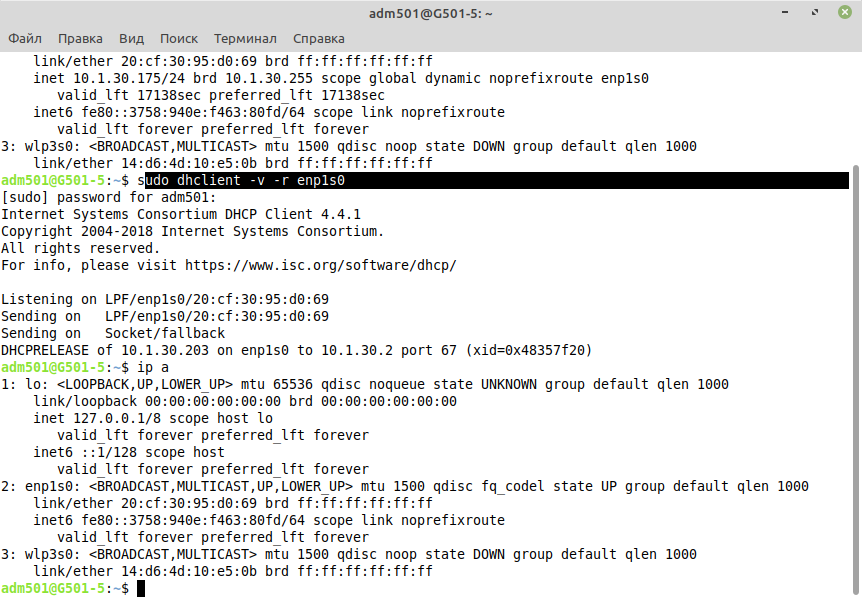 adm501@G501-5: ~
Файл Правка Вид Поиск Терминал Справка
link/ether 20:cf:30:95:d0:69 brd ff:ff:ff:ff:ff:ff
inet 10.1.30.175/24 brd 10.1.30.255 scope global dynamic noprefixroute enp1s0
valid_lft 17138sec preferred_lft 17138sec
inet6 fe80::3758:940e:f463:80fd/64 scope link noprefixroute
valid_lft forever preferred_lft forever
3: wlp3s0: <BROADCAST,MULTICAST> mtu 1500 qdisc noop state DOWN group default qlen 1000
link/ether 14:d6:4d:10:e5:0b brd ff:ff:ff:ff:ff:ff
adm501@G501-5:~$ sudo dhclient -v -r enp1s0
[sudo] password for adm501:
Internet Systems Consortium DHCP Client 4.4.1
Copyright 2004-2018 Internet Systems Consortium.
All rights reserved.
For info, please visit https://www.isc.org/software/dhcp/
Listening on LPF/enp1s0/20:cf:30:95:d0:69
Sending on   LPF/enp1s0/20:cf:30:95:d0:69
Sending on   Socket/fallback
DHCPRELEASE of 10.1.30.203 on enp1s0 to 10.1.30.2 port 67 (xid=0x48357f20)
adm501@G501-5:~$ ip a
1: lo: <LOOPBACK,UP,LOWER_UP> mtu 65536 qdisc noqueue state UNKNOWN group default qlen 1000
link/loopback 00:00:00:00:00:00 brd 00:00:00:00:00:00
inet 127.0.0.1/8 scope host lo
valid_lft forever preferred_lft forever
inet6 ::1/128 scope host
valid_lft forever preferred_lft forever
2: enp1s0: <BROADCAST,MULTICAST,UP,LOWER_UP> mtu 1500 qdisc fq_codel state UP group default qlen 1000
link/ether 20:cf:30:95:d0:69 brd ff:ff:ff:ff:ff:ff
inet6 fe80::3758:940e:f463:80fd/64 scope link noprefixroute
valid_lft forever preferred_lft forever
3: wlp3s0: <BROADCAST,MULTICAST> mtu 1500 qdisc noop state DOWN group default qlen 1000
link/ether 14:d6:4d:10:e5:0b brd ff:ff:ff:ff:ff:ff
adm501@G501-5:~$